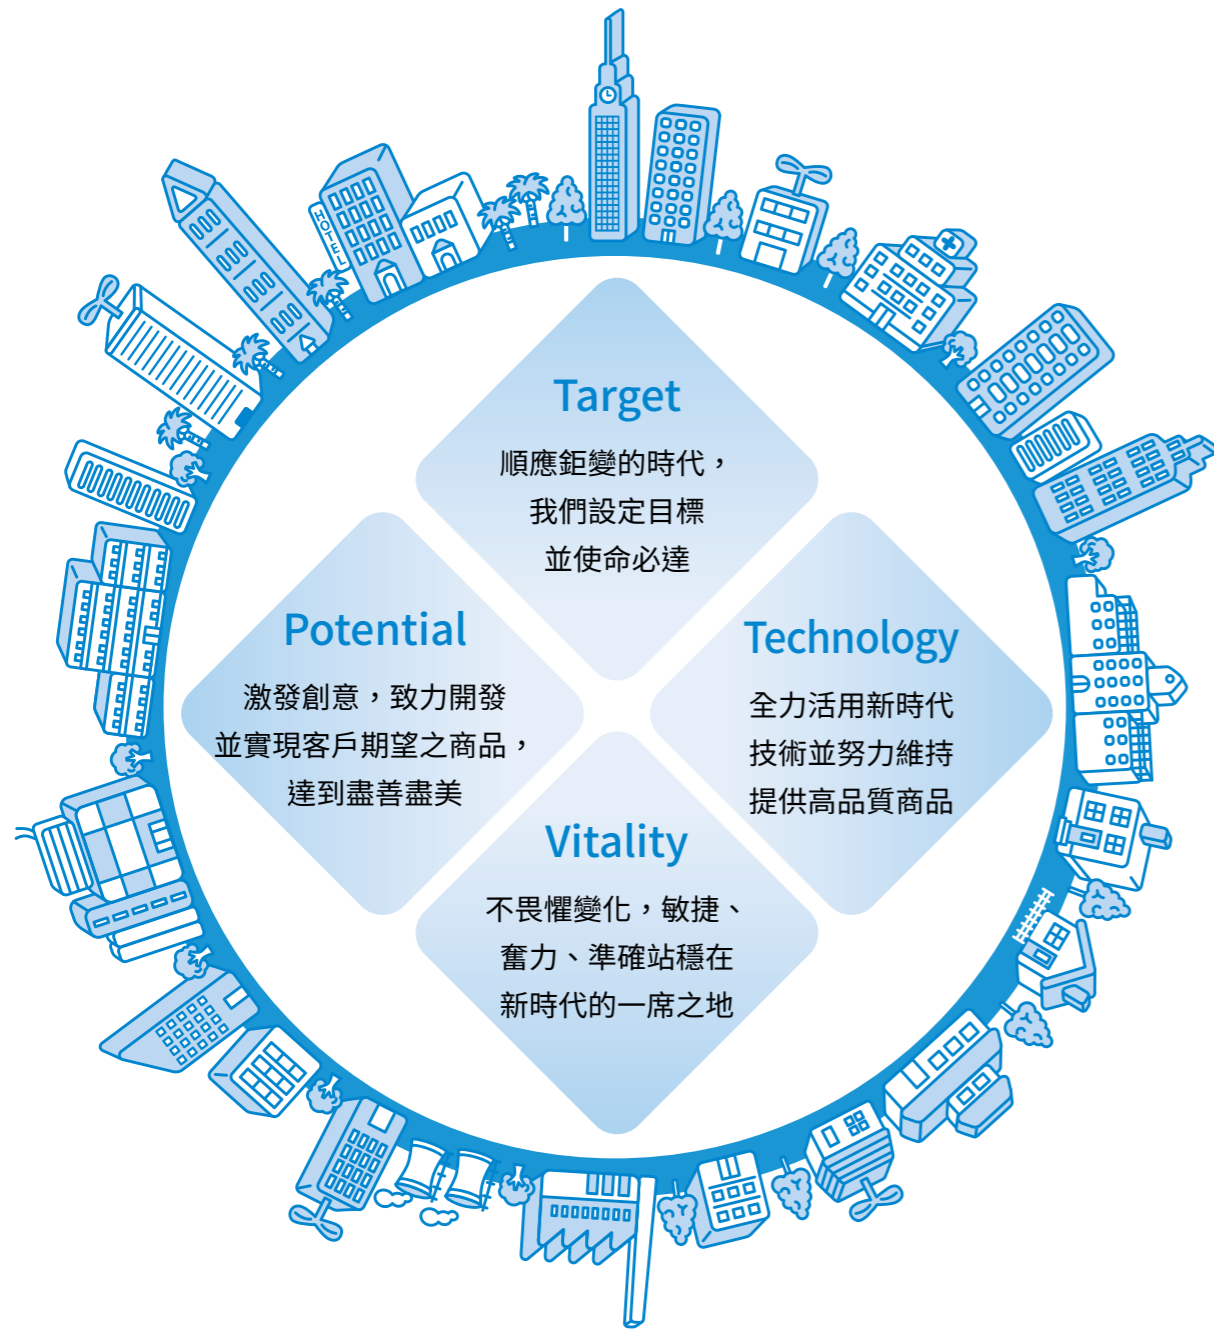 HOTEL
Target
順應鉅變的時代，
我們設定目標
並使命必達
Potential
激發創意，致力開發
並實現客戶期望之商品，
達到盡善盡美
Technology
全力活用新時代
技術並努力維持
提供高品質商品
Vitality
不畏懼變化，敏捷、
奮力、準確站穩在
新時代的一席之地